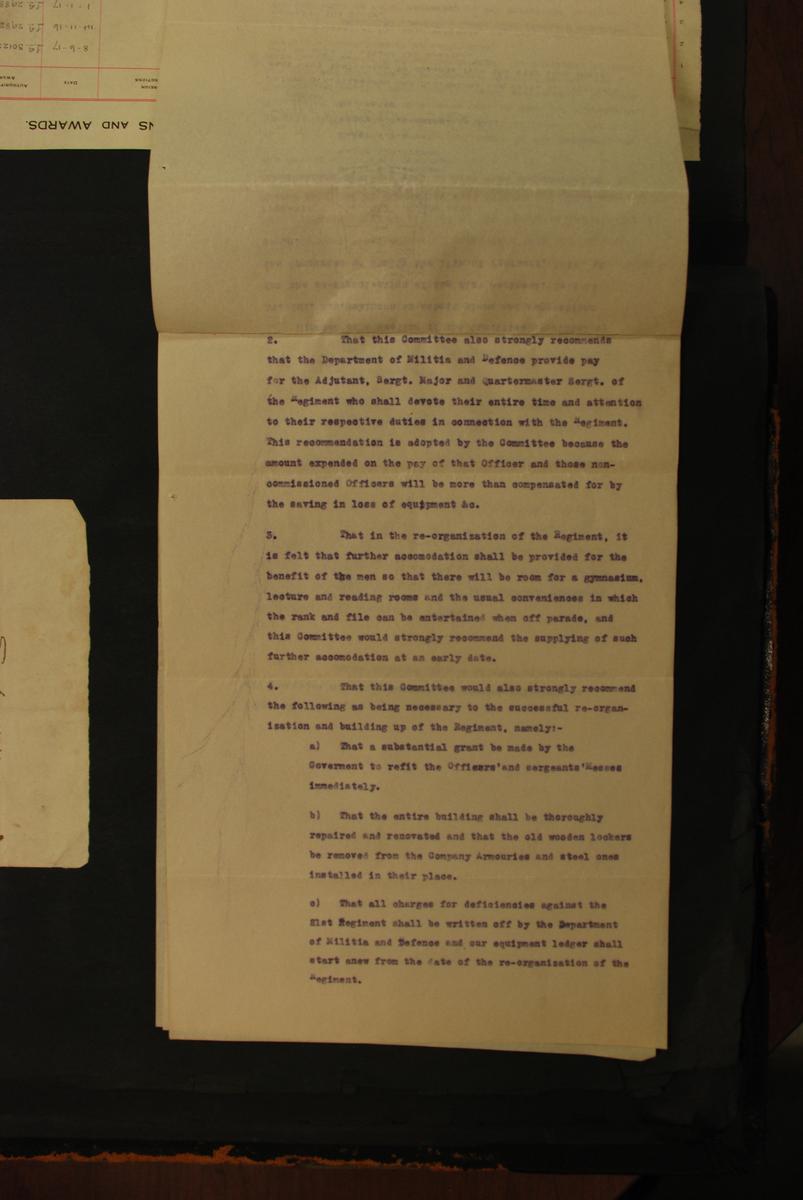 2. That this Committee also strongly recommends
that the Department of Militia and Defence provide pay
for the Adjutant, Sergt. Major and Quartermaster Sergt. of
the Regiment who shall devote their entire time and attention
to their respective duties in connection with the Regiment.
This recommendation is adopted by the Committee because the
amount expended on the pay of that Officer and those non-
commissioned Officers will be more than compensated for by
the saving in loss of equipment &c.
3. That in the re-organization of the Regiment, it
is felt that further accomodation shall be provided for the
benefit of the men so that there will be room for a gymnasium,
lecture and reading rooms and the usual conveniences in which
the rank and file can be entertained when off parade, and
this Committee would strongly recommend the supplying of such
further accomodation at an early date.
4. That this Committee would also strongly recommend
the following as being necessary to the successful re-organ-
ization and building up of the Regiment, namely:-
a) That a substantial grant be made by the
Goverment to refit the Officers' and sergeants' Messes
immediately.
b) That the entire building shall be thoroughly
repaired and renovated and that the old wooden lockers
be removed from the Company Armouries and steel ones
installed in their place.
c) That all charges for deficiencies against the
21st Regiment shall be written off by the Department
of Militia and Defence and our equipment ledger shall
start anew from the date of the re-organization of the
Regiment.
NS AND AWARDS.
DATE
8-6-17